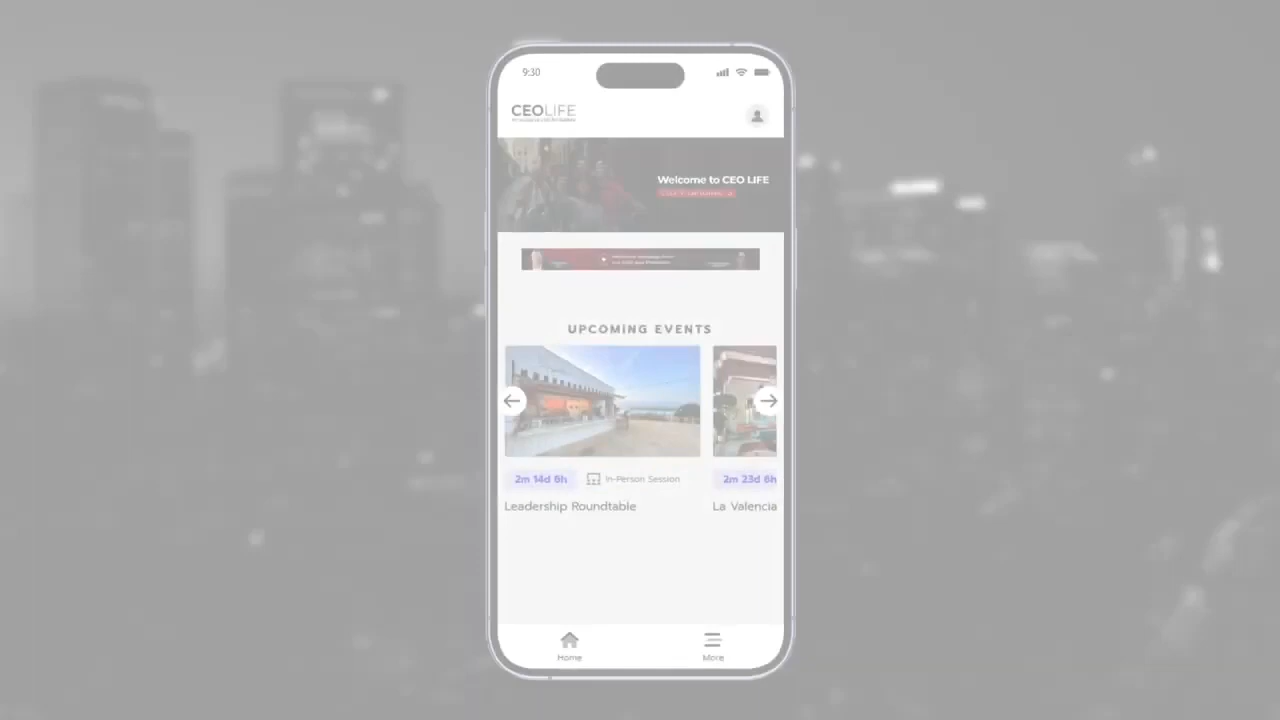 9:30
CEOLIFE
Welcome to CEO LIFE
UPCOMING EVENTS
2m 14d 6h
In-Person Session
2m 23d 6h
Leadership Roundtable
La Valencia
Home
More